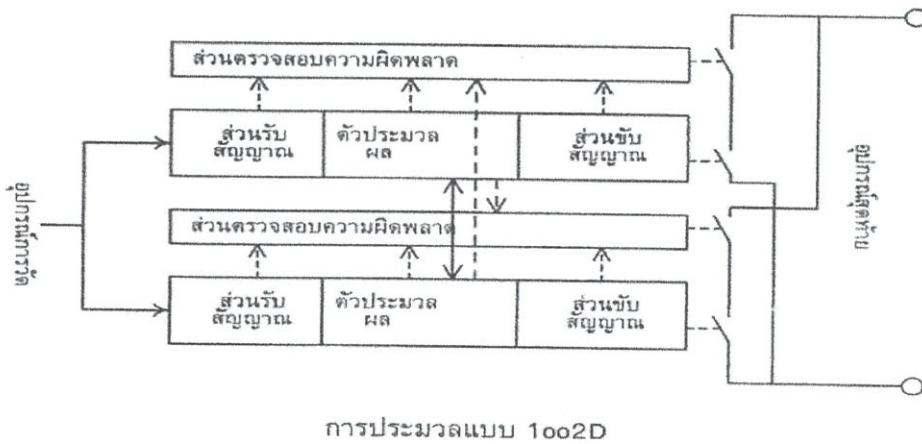 ส่วนตรวจสอบความผิดพลาด
ส่วนรับ
สัญญาณ
ตัวประมวล
ผล
ส่วนขับ
สัญญาณ
อุปกรณ์การวัด
อุปกรณ์สุดท้าย
ส่วนตรวจสอบความผิดพลาด
ส่วนรับ
สัญญาณ
ตัวประมวล
ผล
ส่วนขับ
สัญญาณ
การประมวลแบบ 1oo2D